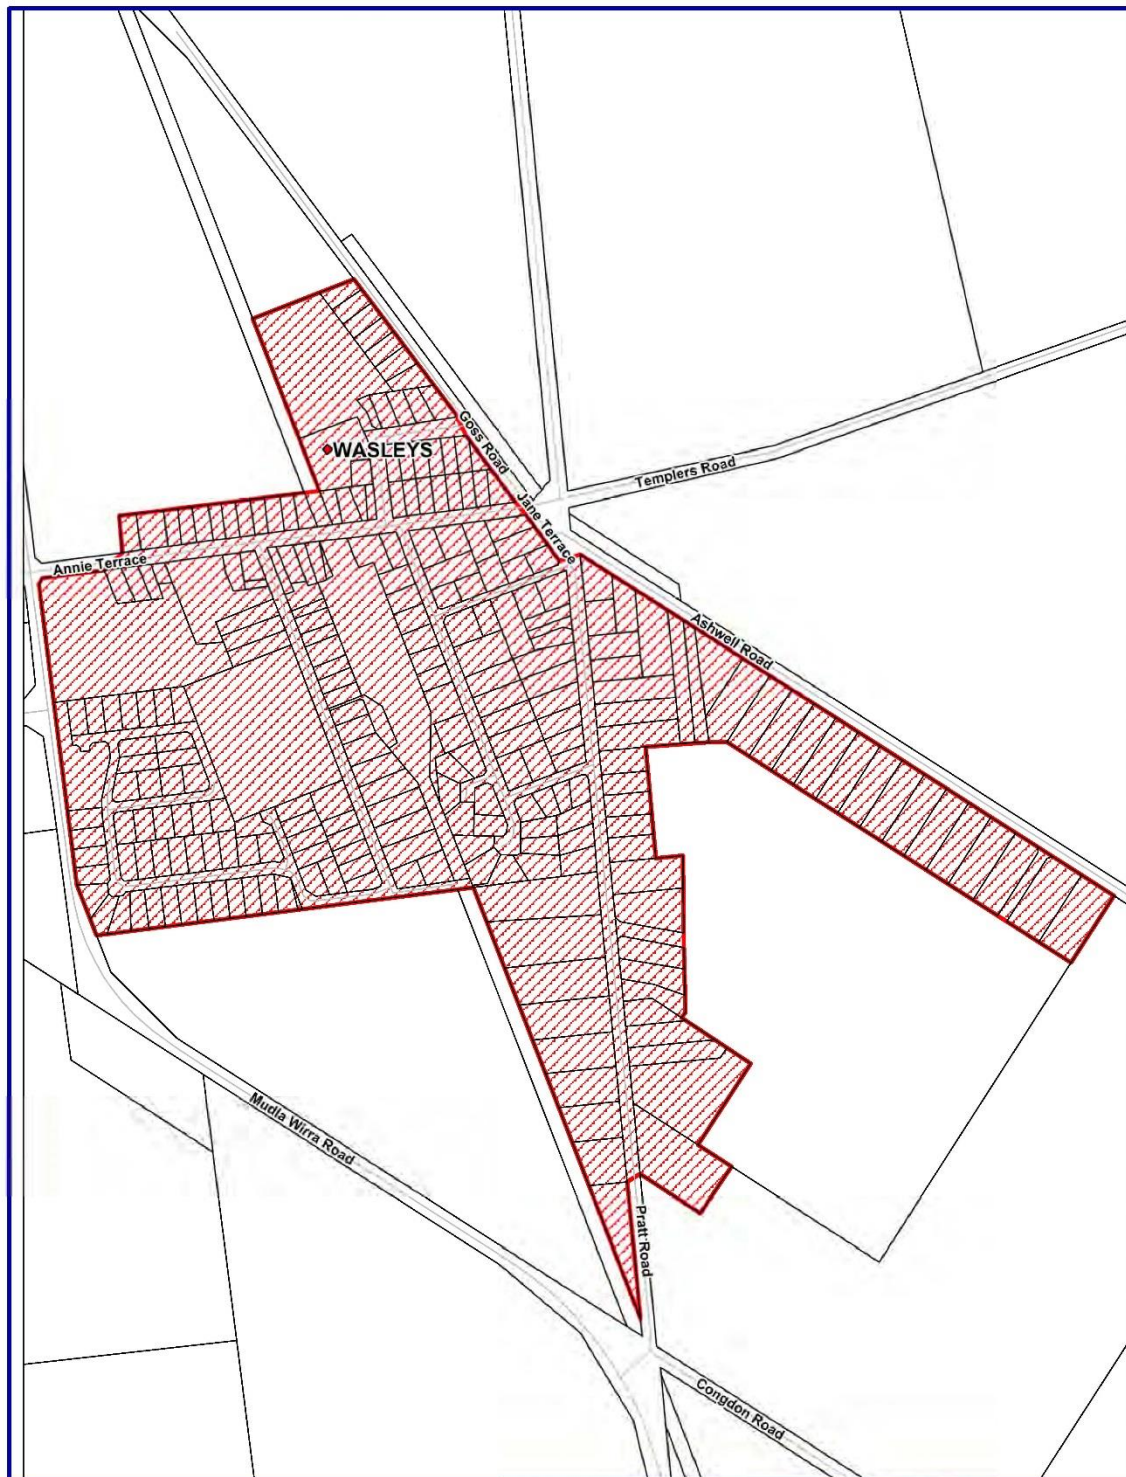 Goss Road
WASLEYS
Templers Road
Jane Terrace
Annie Terrace
Ashwell Road
Mudla Wirra Road
Pratt Road
Congdon Road